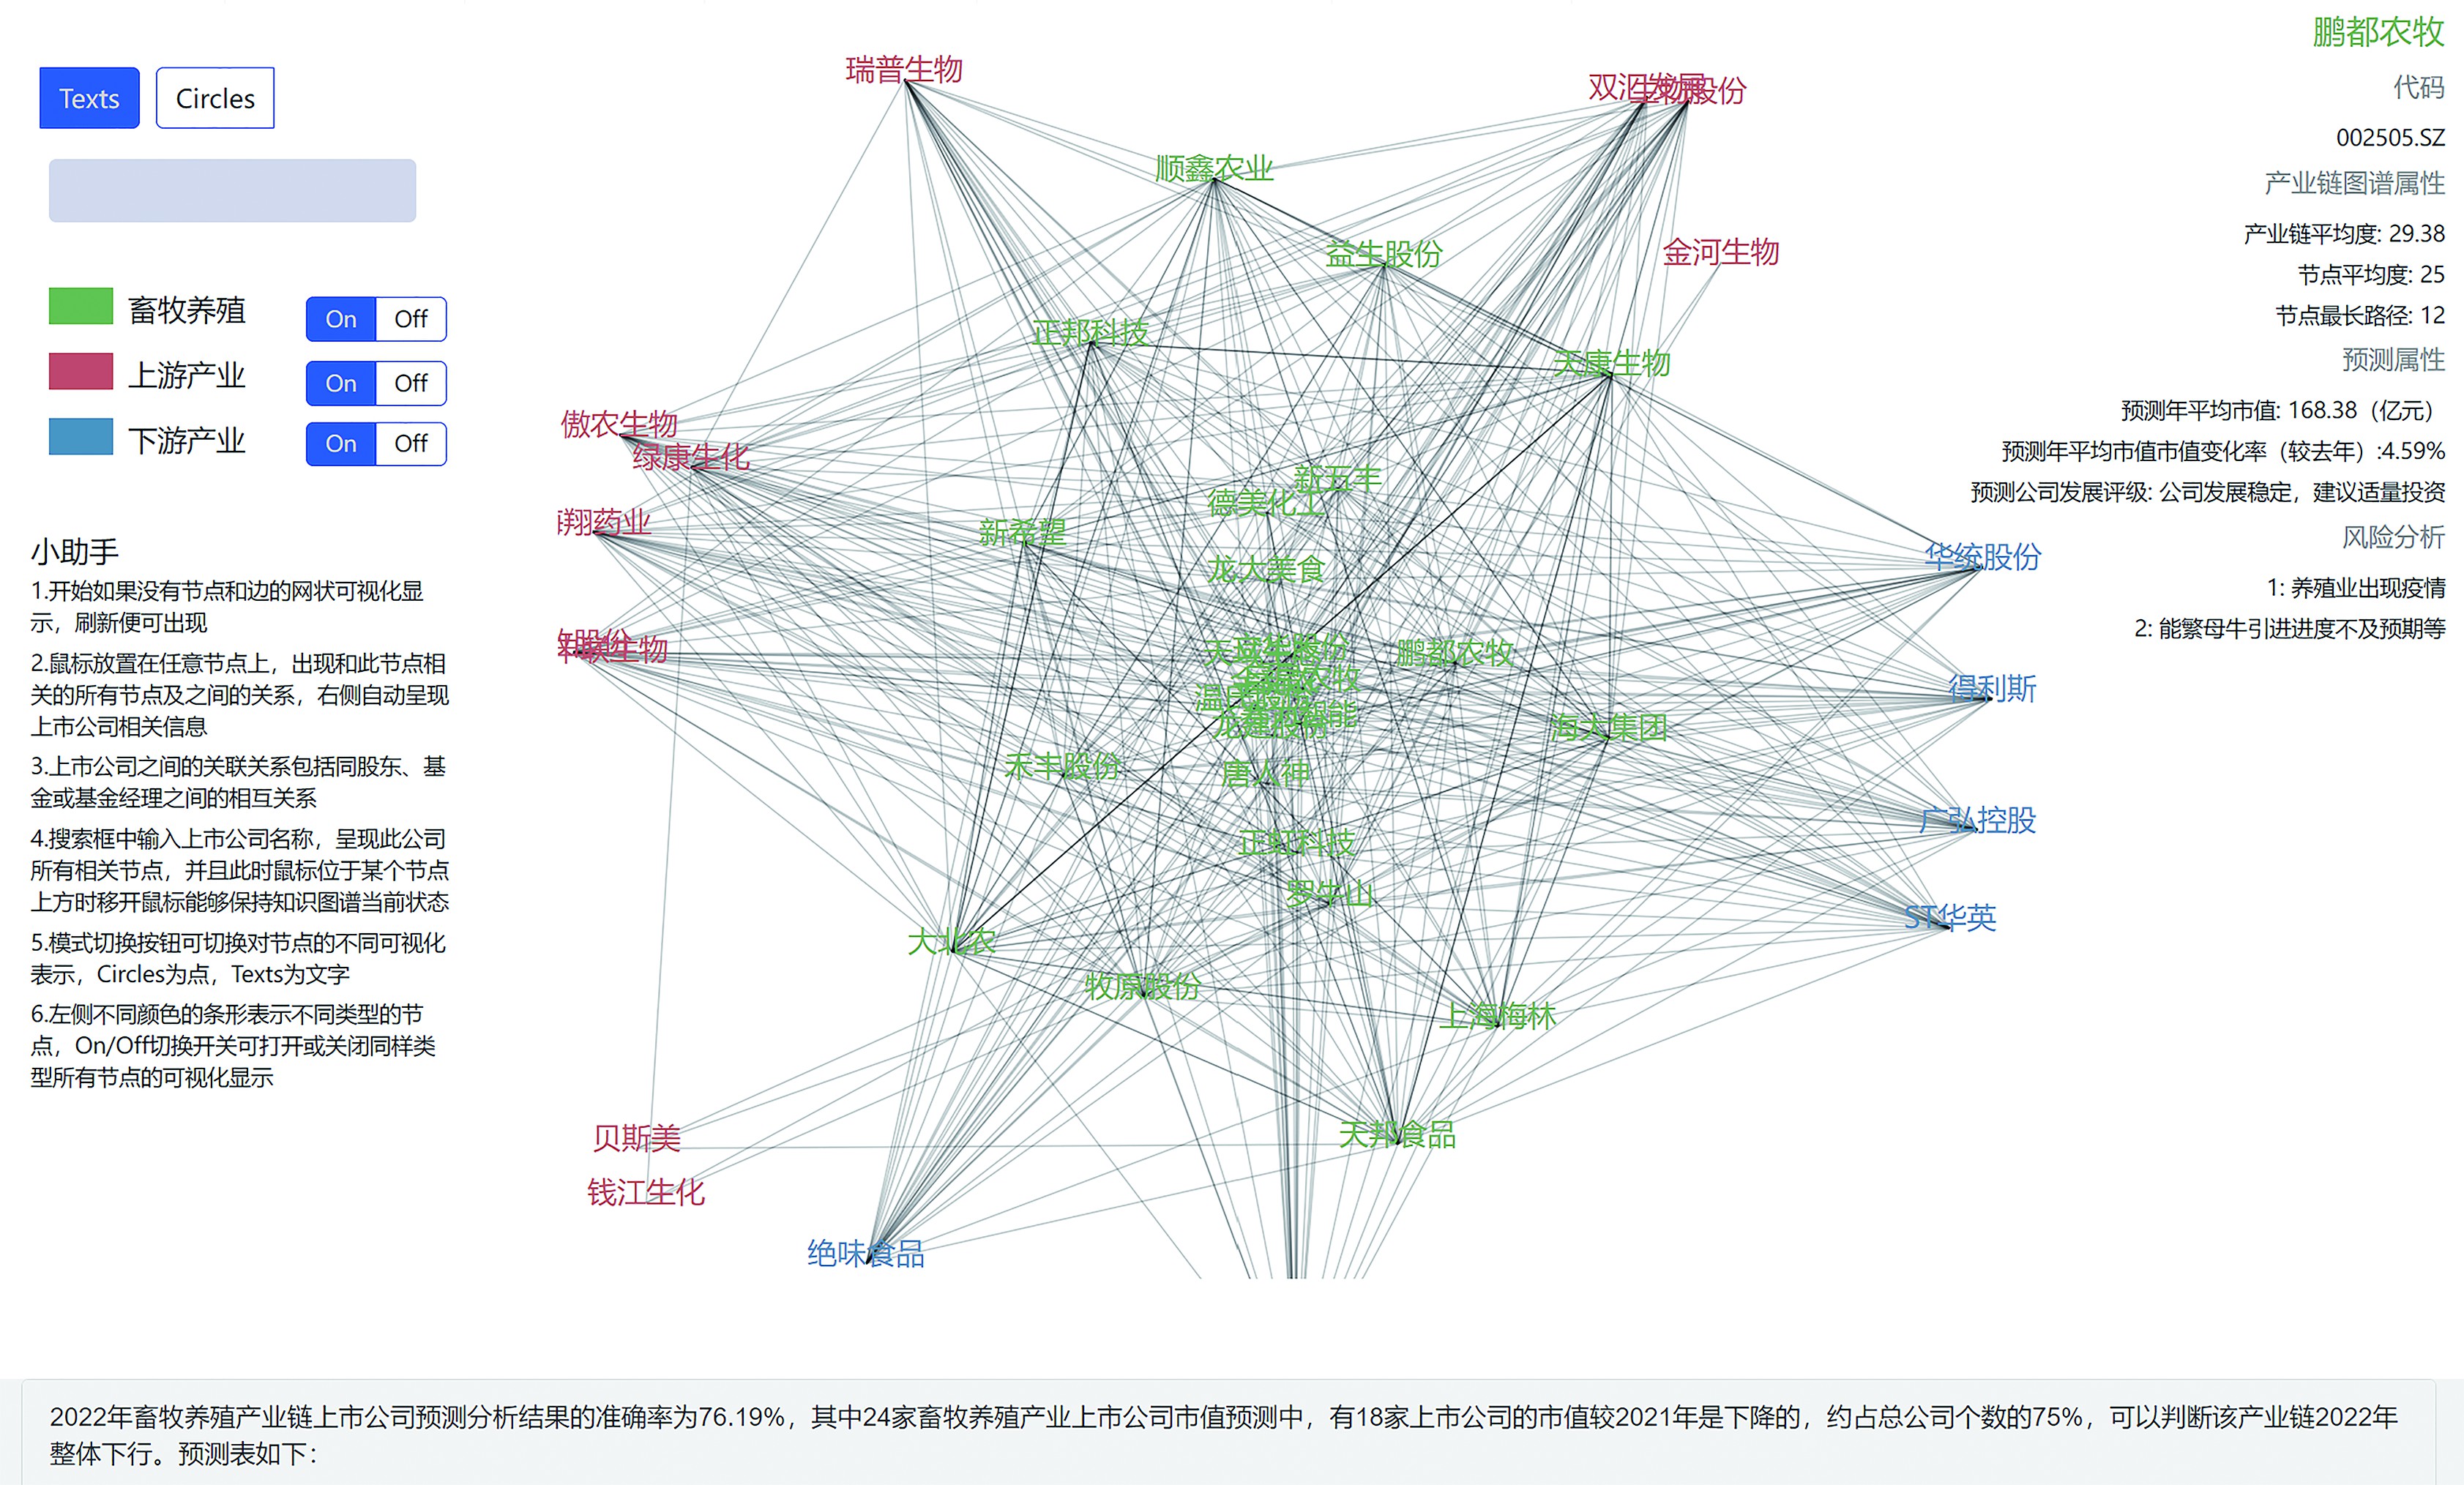 Texts
Circles
畜牧养殖
On
Off
上游产业
On
Off
下游产业
On
Off
小助手
1.开始如果没有节点和边的网状可视化显
示，刷新便可出现
2.鼠标放置在任意节点上，出现和此节点相
关的所有节点及之间的关系，右侧自动呈现
上市公司相关信息
3.上市公司之间的关联关系包括同股东、基
金或基金经理之间的相互关系
4.搜索框中输入上市公司名称，呈现此公司
所有相关节点，并且此时鼠标位于某个节点
上方时移开鼠标能够保持知识图谱当前状态
5.模式切换按钮可切换对节点的不同可视化
表示，Circles为点，Texts为文字
6.左侧不同颜色的条形表示不同类型的节
点，On/Off切换开关可打开或关闭同样类
型所有节点的可视化显示
瑞普生物
双汇发展
顺鑫农业
益生股份
金河生物
正邦科技
天康生物
傲农生物
绿康生化
新五丰
德美化工
翔药业
新希望
龙大美食
华统股份
鹏都农牧
得利斯
海大集团
禾丰股份
唐人神
广弘控股
正虹科技
罗牛山
ST华英
大北农
牧原股份
上海梅林
贝斯美
天邦食品
钱江生化
绝味食品
鹏都农牧
代码
002505.SZ
产业链图谱属性
产业链平均度: 29.38
节点平均度: 25
节点最长路径: 12
预测属性
预测年平均市值: 168.38（亿元）
预测年平均市值市值变化率（较去年）:4.59%
预测公司发展评级: 公司发展稳定，建议适量投资
风险分析
1: 养殖业出现疫情
2: 能繁母牛引进进度不及预期等
2022年畜牧养殖产业链上市公司预测分析结果的准确率为76.19%，其中24家畜牧养殖产业上市公司市值预测中，有18家上市公司的市值较2021年是下降的，约占总公司个数的75%，可以判断该产业链2022年
整体下行。预测表如下：